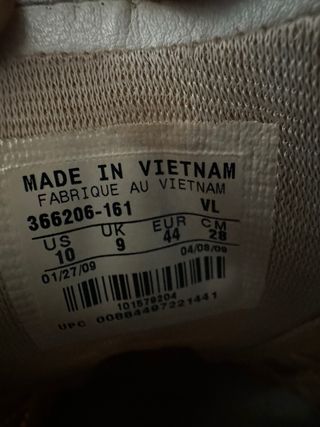 MADE IN VIETNAM
FABRIQUE AU VIETNAM
366206-161 VL
US UK EUR CM
10 9 44 28
01/27/09 04/08/09
101579204
UPC 00884497221441